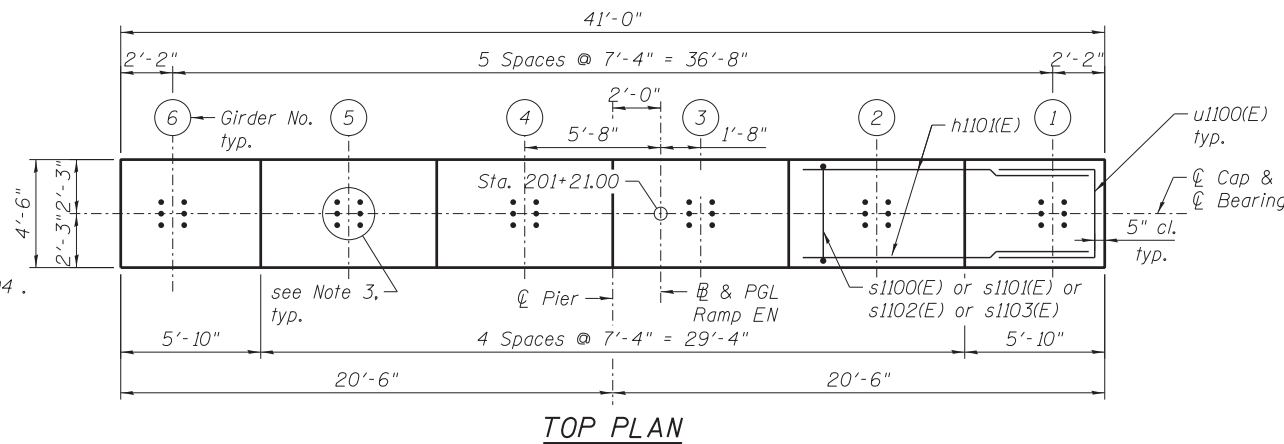 41'-0"
5 Spaces @ 7'-4" = 36'-8"
2'-2"
2'-2"
2'-0"
6
5
4
3
2
1
Girder No.
typ.
5'-8"
1'-8"
h1101(E)
u1100(E)
typ.
Sta. 201+21.00
℄ Cap &
℄ Bearing
4'-6"
2'-3"
2'-3"
5" cl.
typ.
04 .
see Note 3,
typ.
℄ Pier
B & PGL
Ramp EN
s1100(E) or s1101(E) or
s1102(E) or s1103(E)
5'-10"
4 Spaces @ 7'-4" = 29'-4"
5'-10"
20'-6"
20'-6"
TOP PLAN